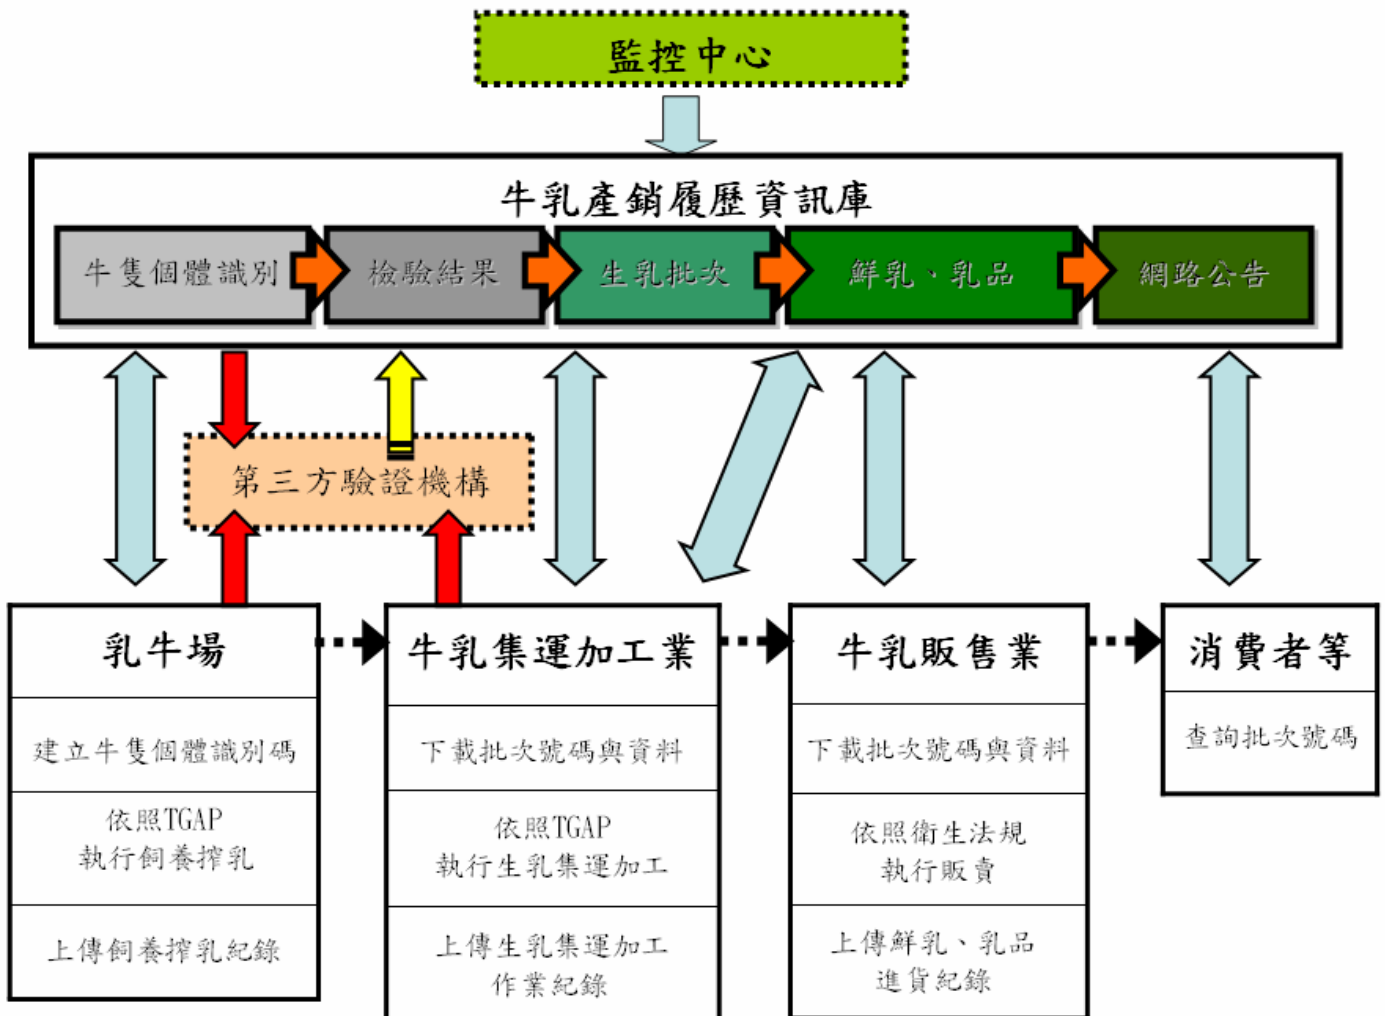 監控中心
牛乳產銷履歷資訊庫
牛隻個體識別
檢驗結果
生乳批次
鮮乳、乳品
網路公告
第三方驗證機構
乳牛場
建立牛隻個體識別碼
依照TGAP
執行飼養搾乳
上傳飼養搾乳紀錄
牛乳集運加工業
下載批次號碼與資料
依照TGAP
執行生乳集運加工
上傳生乳集運加工
作業紀錄
牛乳販售業
下載批次號碼與資料
依照衛生法規
執行販賣
上傳鮮乳、乳品
進貨紀錄
消費者等
查詢批次號碼